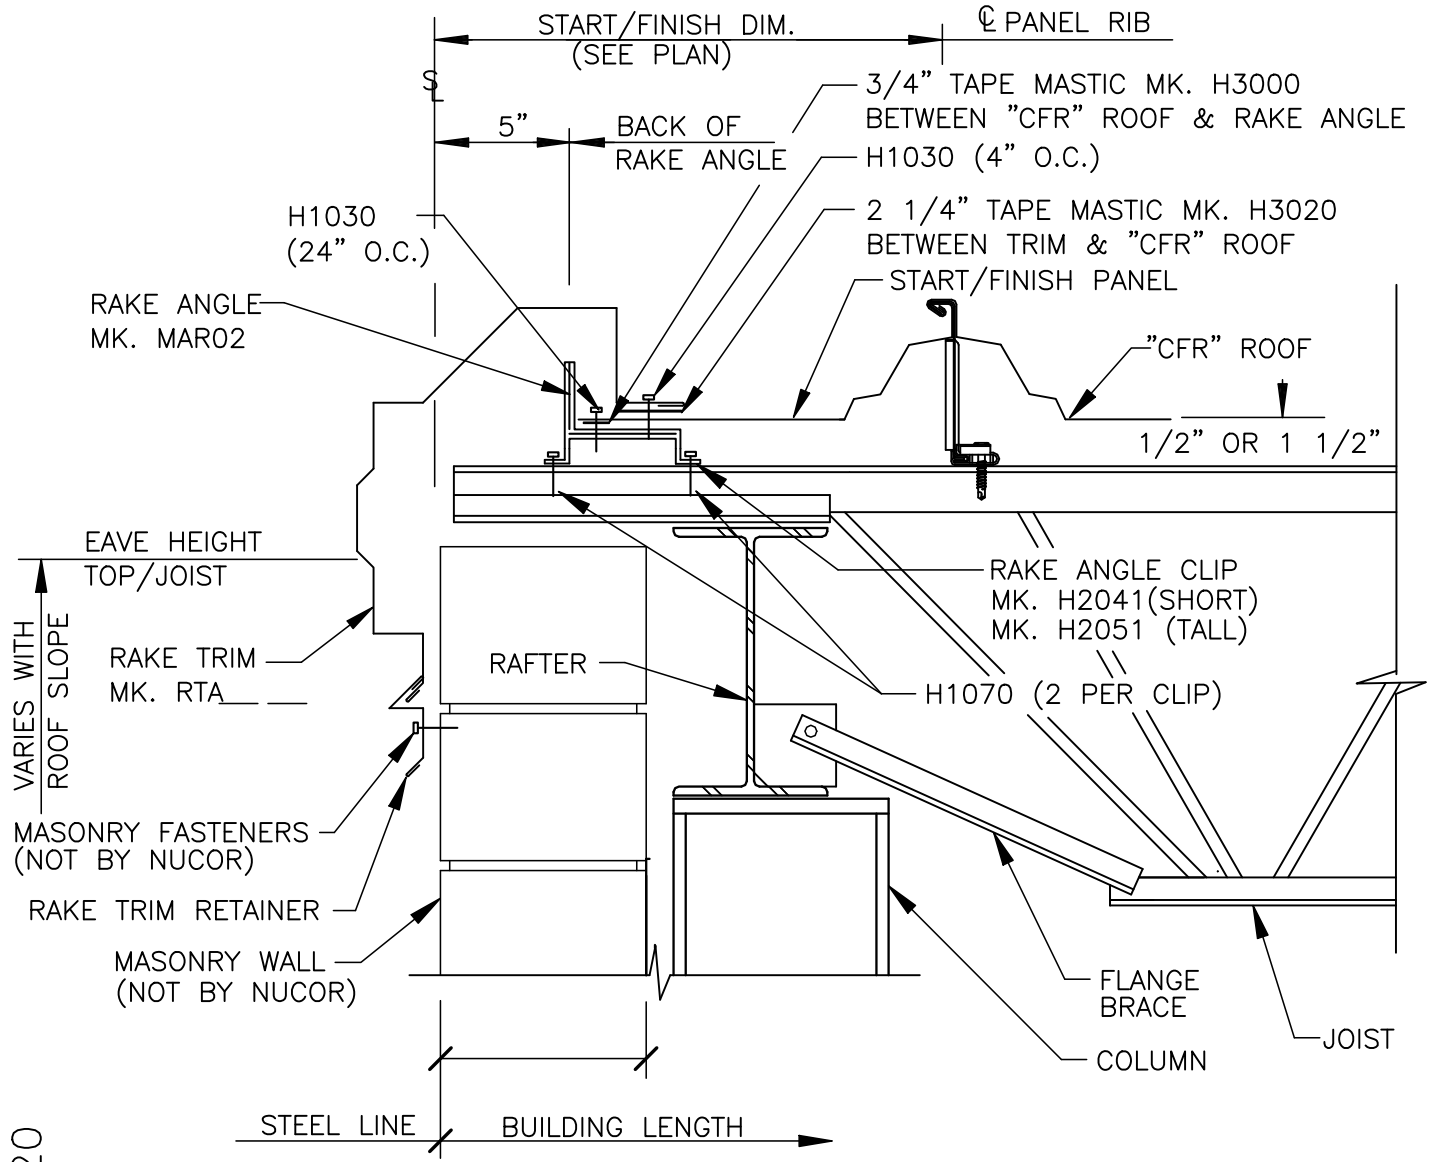 START/FINISH DIM.
(SEE PLAN)
℄ PANEL RIB
SL
3/4” TAPE MASTIC MK. H3000
BETWEEN ”CFR” ROOF & RAKE ANGLE
5”
BACK OF
RAKE ANGLE
H1030 (4” O.C.)
H1030
(24” O.C.)
2 1/4” TAPE MASTIC MK. H3020
BETWEEN TRIM & ”CFR” ROOF
START/FINISH PANEL
RAKE ANGLE
MK. MAR02
”CFR” ROOF
1/2” OR 1 1/2”
EAVE HEIGHT
TOP/JOIST
RAKE ANGLE CLIP
MK. H2041(SHORT)
MK. H2051 (TALL)
VARIES WITH
ROOF SLOPE
RAKE TRIM
MK. RTA__ __
RAFTER
H1070 (2 PER CLIP)
MASONRY FASTENERS
(NOT BY NUCOR)
RAKE TRIM RETAINER
MASONRY WALL
(NOT BY NUCOR)
FLANGE
BRACE
JOIST
COLUMN
STEEL LINE
BUILDING LENGTH
20